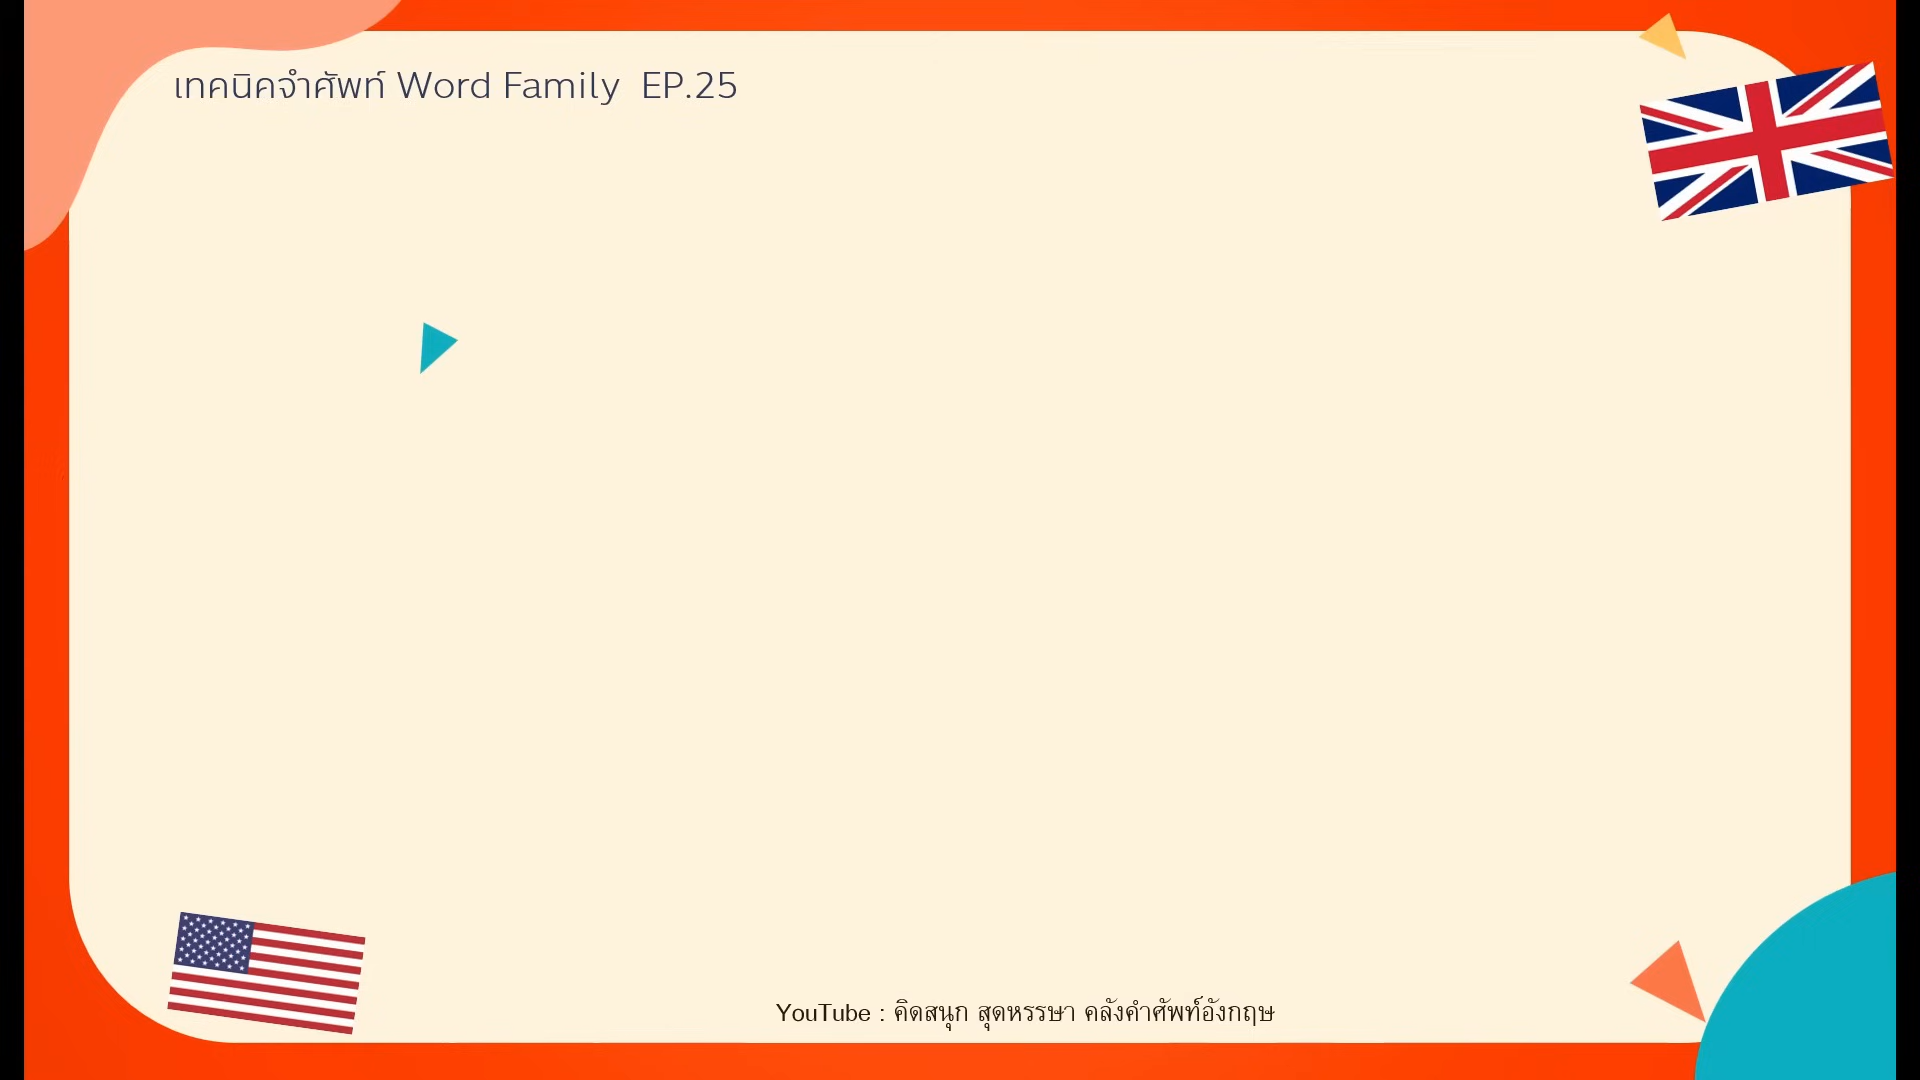 เทคนิคจำศัพท์ Word Family EP.25
YouTube : คิดสนุก สุดหรรษา คลังคำศัพท์อังกฤษ